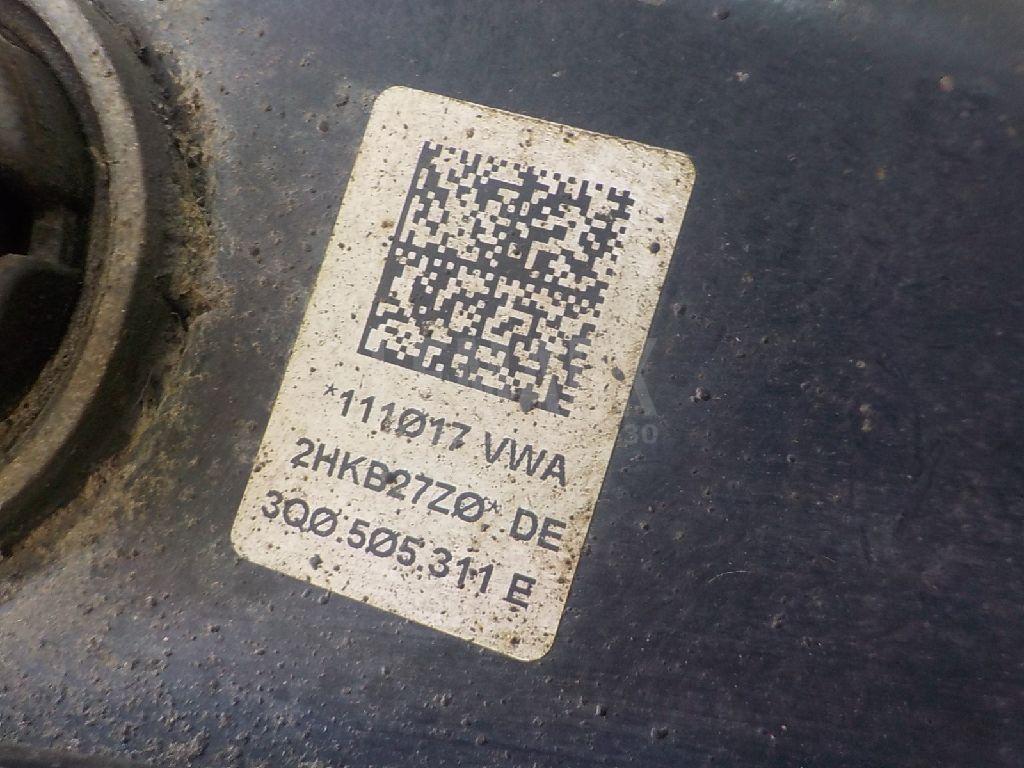 *111Ø17 VWA
2HKB27ZØ* DE
3QØ.5Ø5.311 E